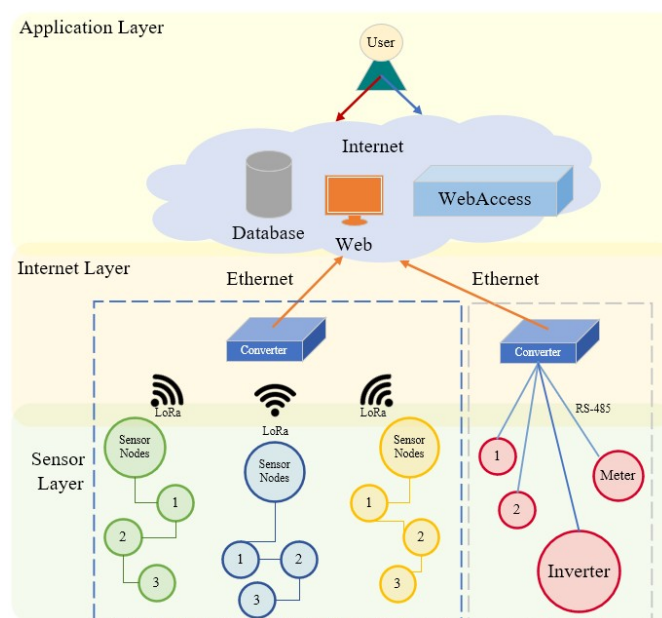 Application Layer
User
Internet
Database
Web
WebAccess
Internet Layer
Ethernet
Ethernet
Converter
Converter
LoRa
LoRa
LoRa
RS-485
Sensor
Layer
Sensor
Nodes
1
2
3
Sensor
Nodes
1
2
3
Sensor
Nodes
1
2
3
1
2
Meter
Inverter